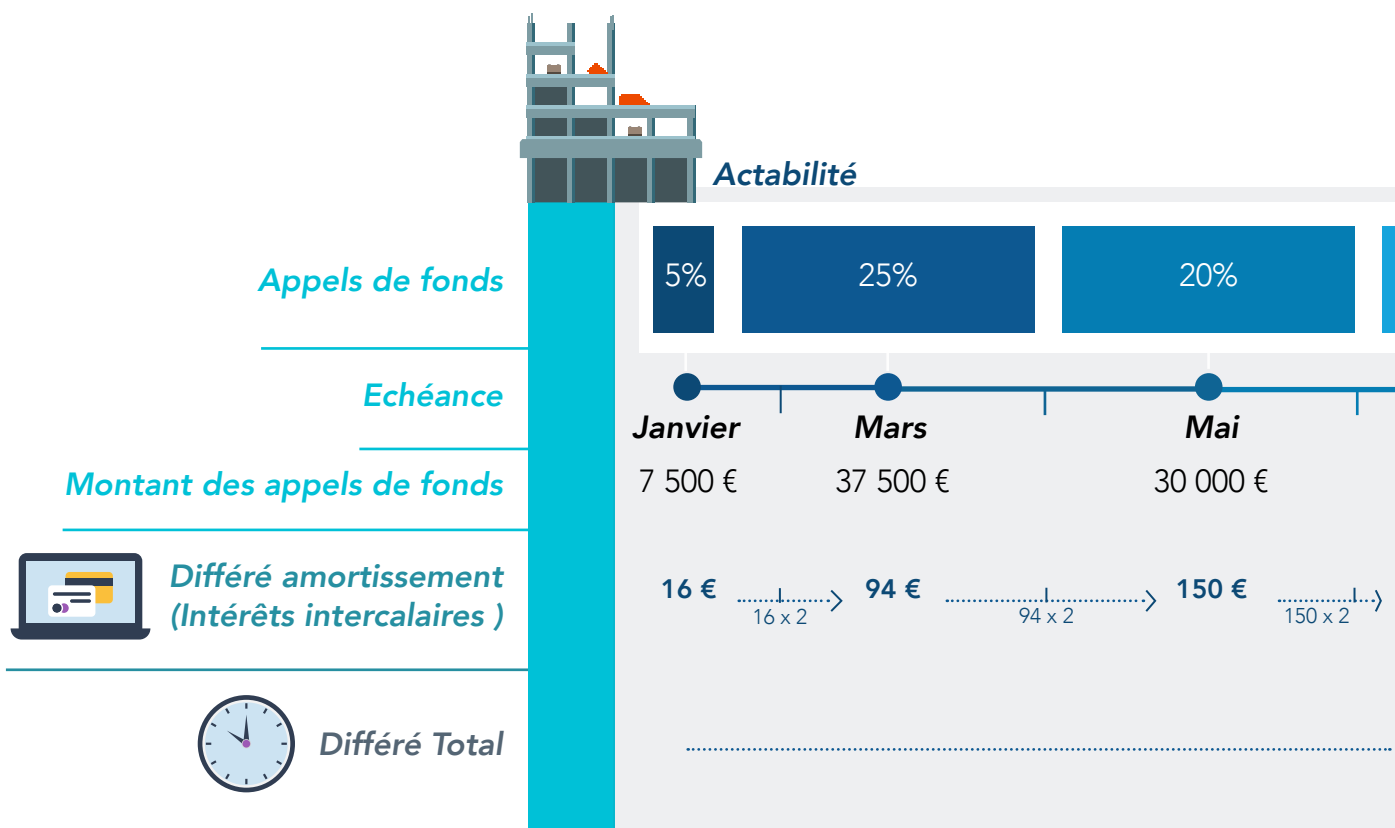 Actabilité
Appels de fonds
5% 25% 20%
Echéance
Janvier Mars Mai
Montant des appels de fonds
7 500 € 37 500 € 30 000 €
Différé amortissement
(Intérêts intercalaires )
16 € 94 € 150 €
16 x 2 94 x 2 150 x 2
Différé Total